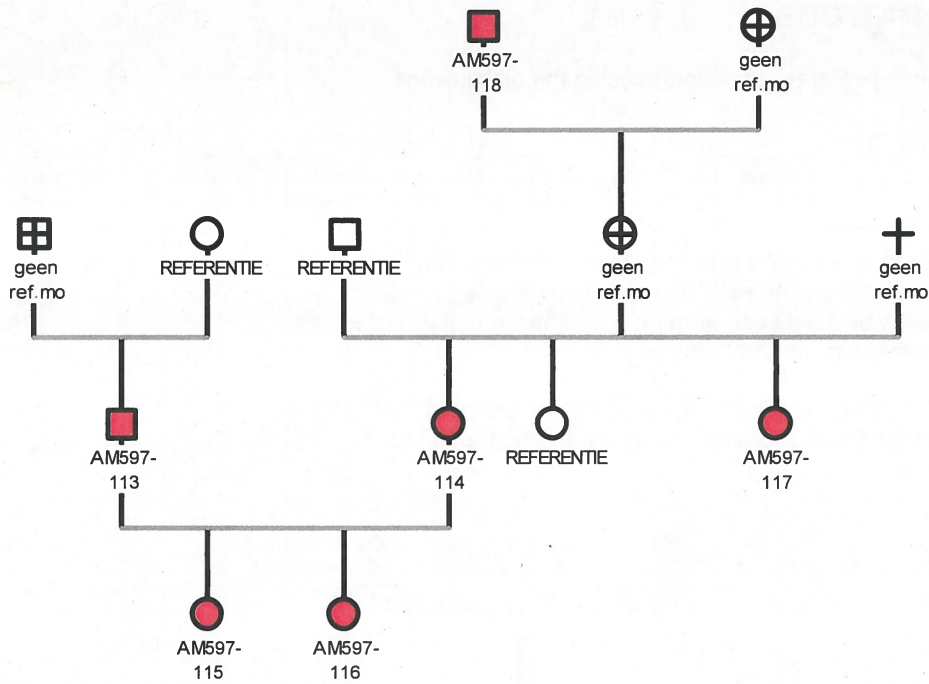 AM597-
118
geen
ref.mo
geen
ref.mo
REFERENTIE
REFERENTIE
geen
ref.mo
geen
ref.mo
AM597-
113
AM597-
114
REFERENTIE
AM597-
117
AM597-
115
AM597-
116